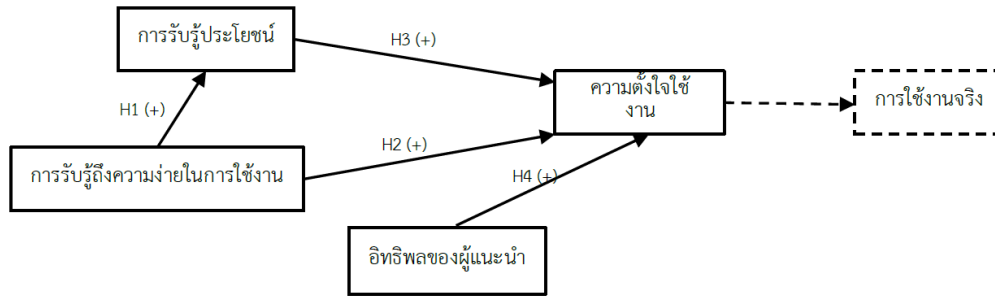 การรับรู้ประโยชน์
H3 (+)
ความตั้งใจใช้
งาน
การใช้งานจริง
H1 (+)
H2 (+)
การรับรู้ถึงความง่ายในการใช้งาน
H4 (+)
อิทธิพลของผู้แนะนำ